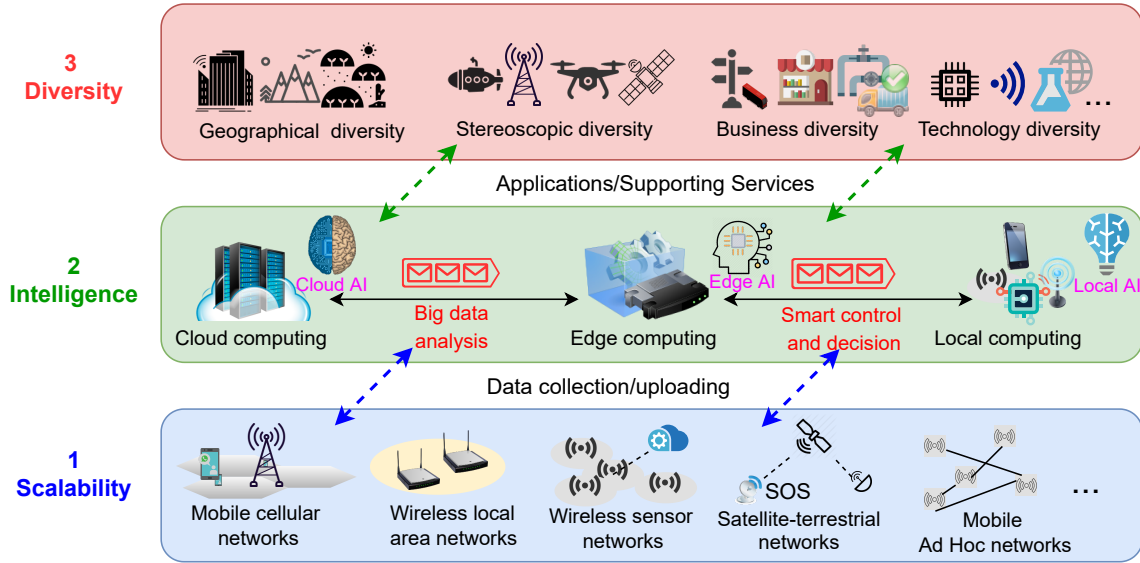 3
Diversity
Geographical diversity
Stereoscopic diversity
Business diversity
Technology diversity
...
Applications/Supporting Services
2
Intelligence
Cloud AI
Edge AI
Local AI
Cloud computing
Big data
analysis
Edge computing
Smart control
and decision
Local computing
Data collection/uploading
1
Scalability
Mobile cellular
networks
Wireless local
area networks
Wireless sensor
networks
SOS
Satellite-terrestrial
networks
Mobile
Ad Hoc networks
...